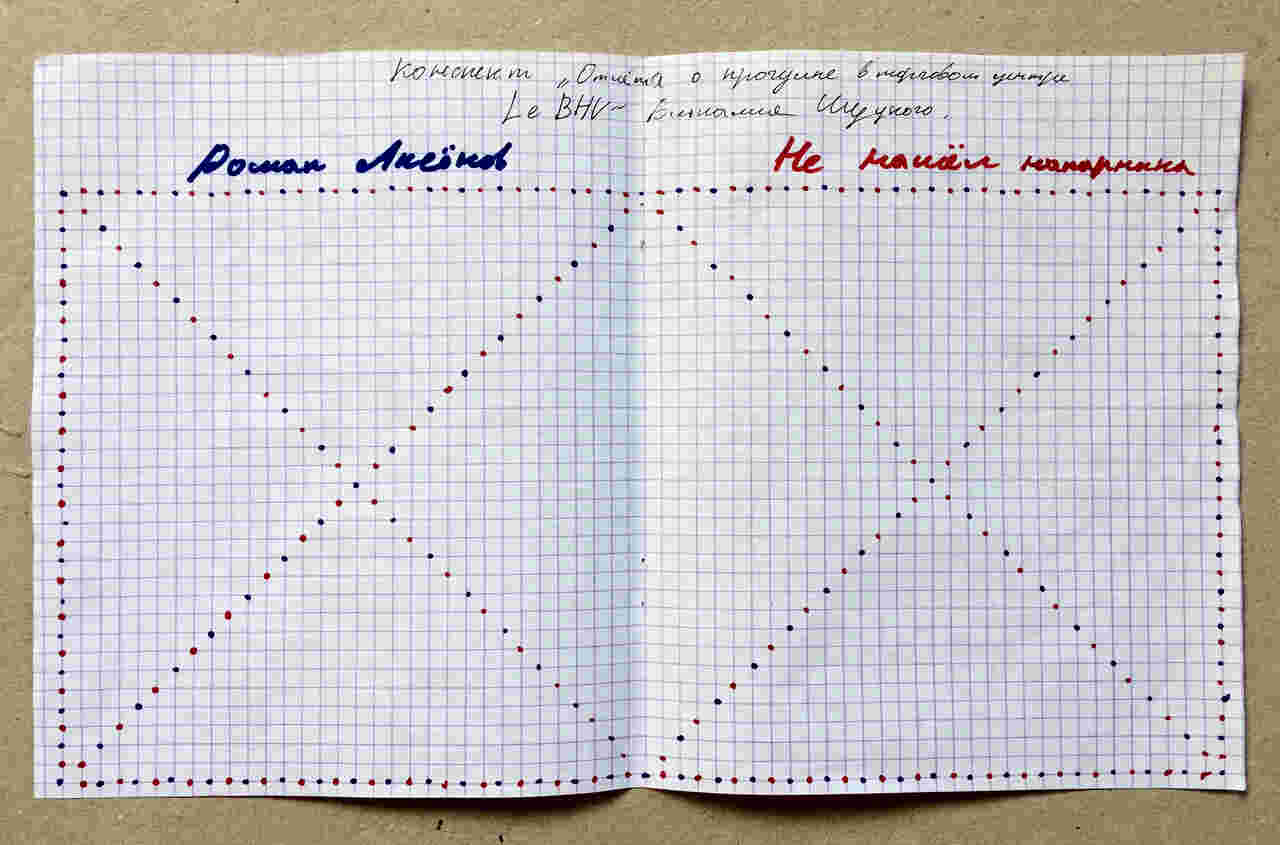 Конспект „Отчёта о прогулке в торговом центре
Le BHV" Виталия Шуцкого.
Роман Аксёнов
Не нашёл напарника